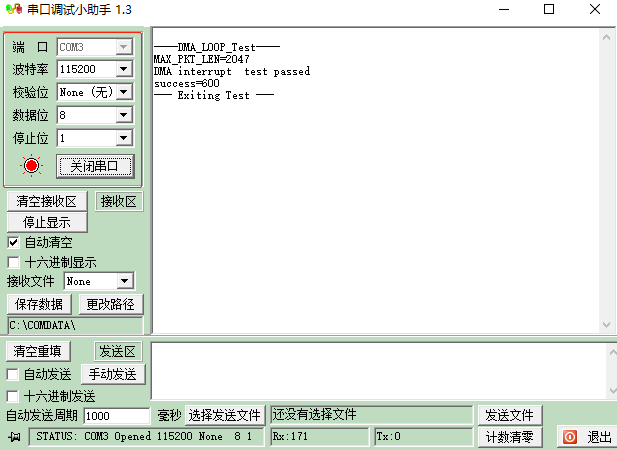 串口调试小助手 1.3
端 口 COM3
波特率 115200
校验位 None (无)
数据位 8
停止位 1
关闭串口
清空接收区 接收区
停止显示
自动清空
十六进制显示
接收文件 None
保存数据 更改路径
C:\COMDATA\
----DMA_LOOP_Test----
MAX_PKT_LEN=2047
DMA interrupt  test passed
success=600
--- Exiting Test ---
清空重填 发送区
自动发送 手动发送
十六进制发送
自动发送周期 1000 毫秒 选择发送文件 还没有选择文件 发送文件
STATUS: COM3 Opened 115200 None  8 1 Rx:171 Tx:0 计数清零 退出